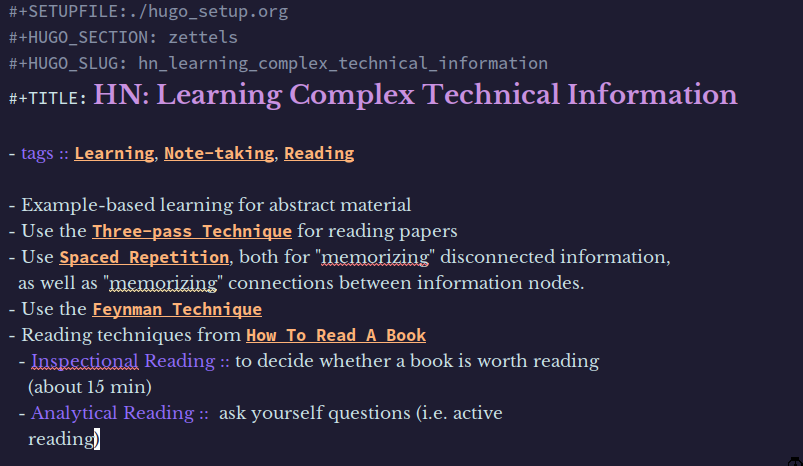 #+SETUPFILE:./hugo_setup.org
#+HUGO_SECTION: zettels
#+HUGO_SLUG: hn_learning_complex_technical_information
#+TITLE: HN: Learning Complex Technical Information
- tags :: Learning, Note-taking, Reading
- Example-based learning for abstract material
- Use the Three-pass Technique for reading papers
- Use Spaced Repetition, both for "memorizing" disconnected information,
as well as "memorizing" connections between information nodes.
- Use the Feynman Technique
- Reading techniques from How To Read A Book
- Inspectional Reading :: to decide whether a book is worth reading
(about 15 min)
- Analytical Reading :: ask yourself questions (i.e. active
reading)